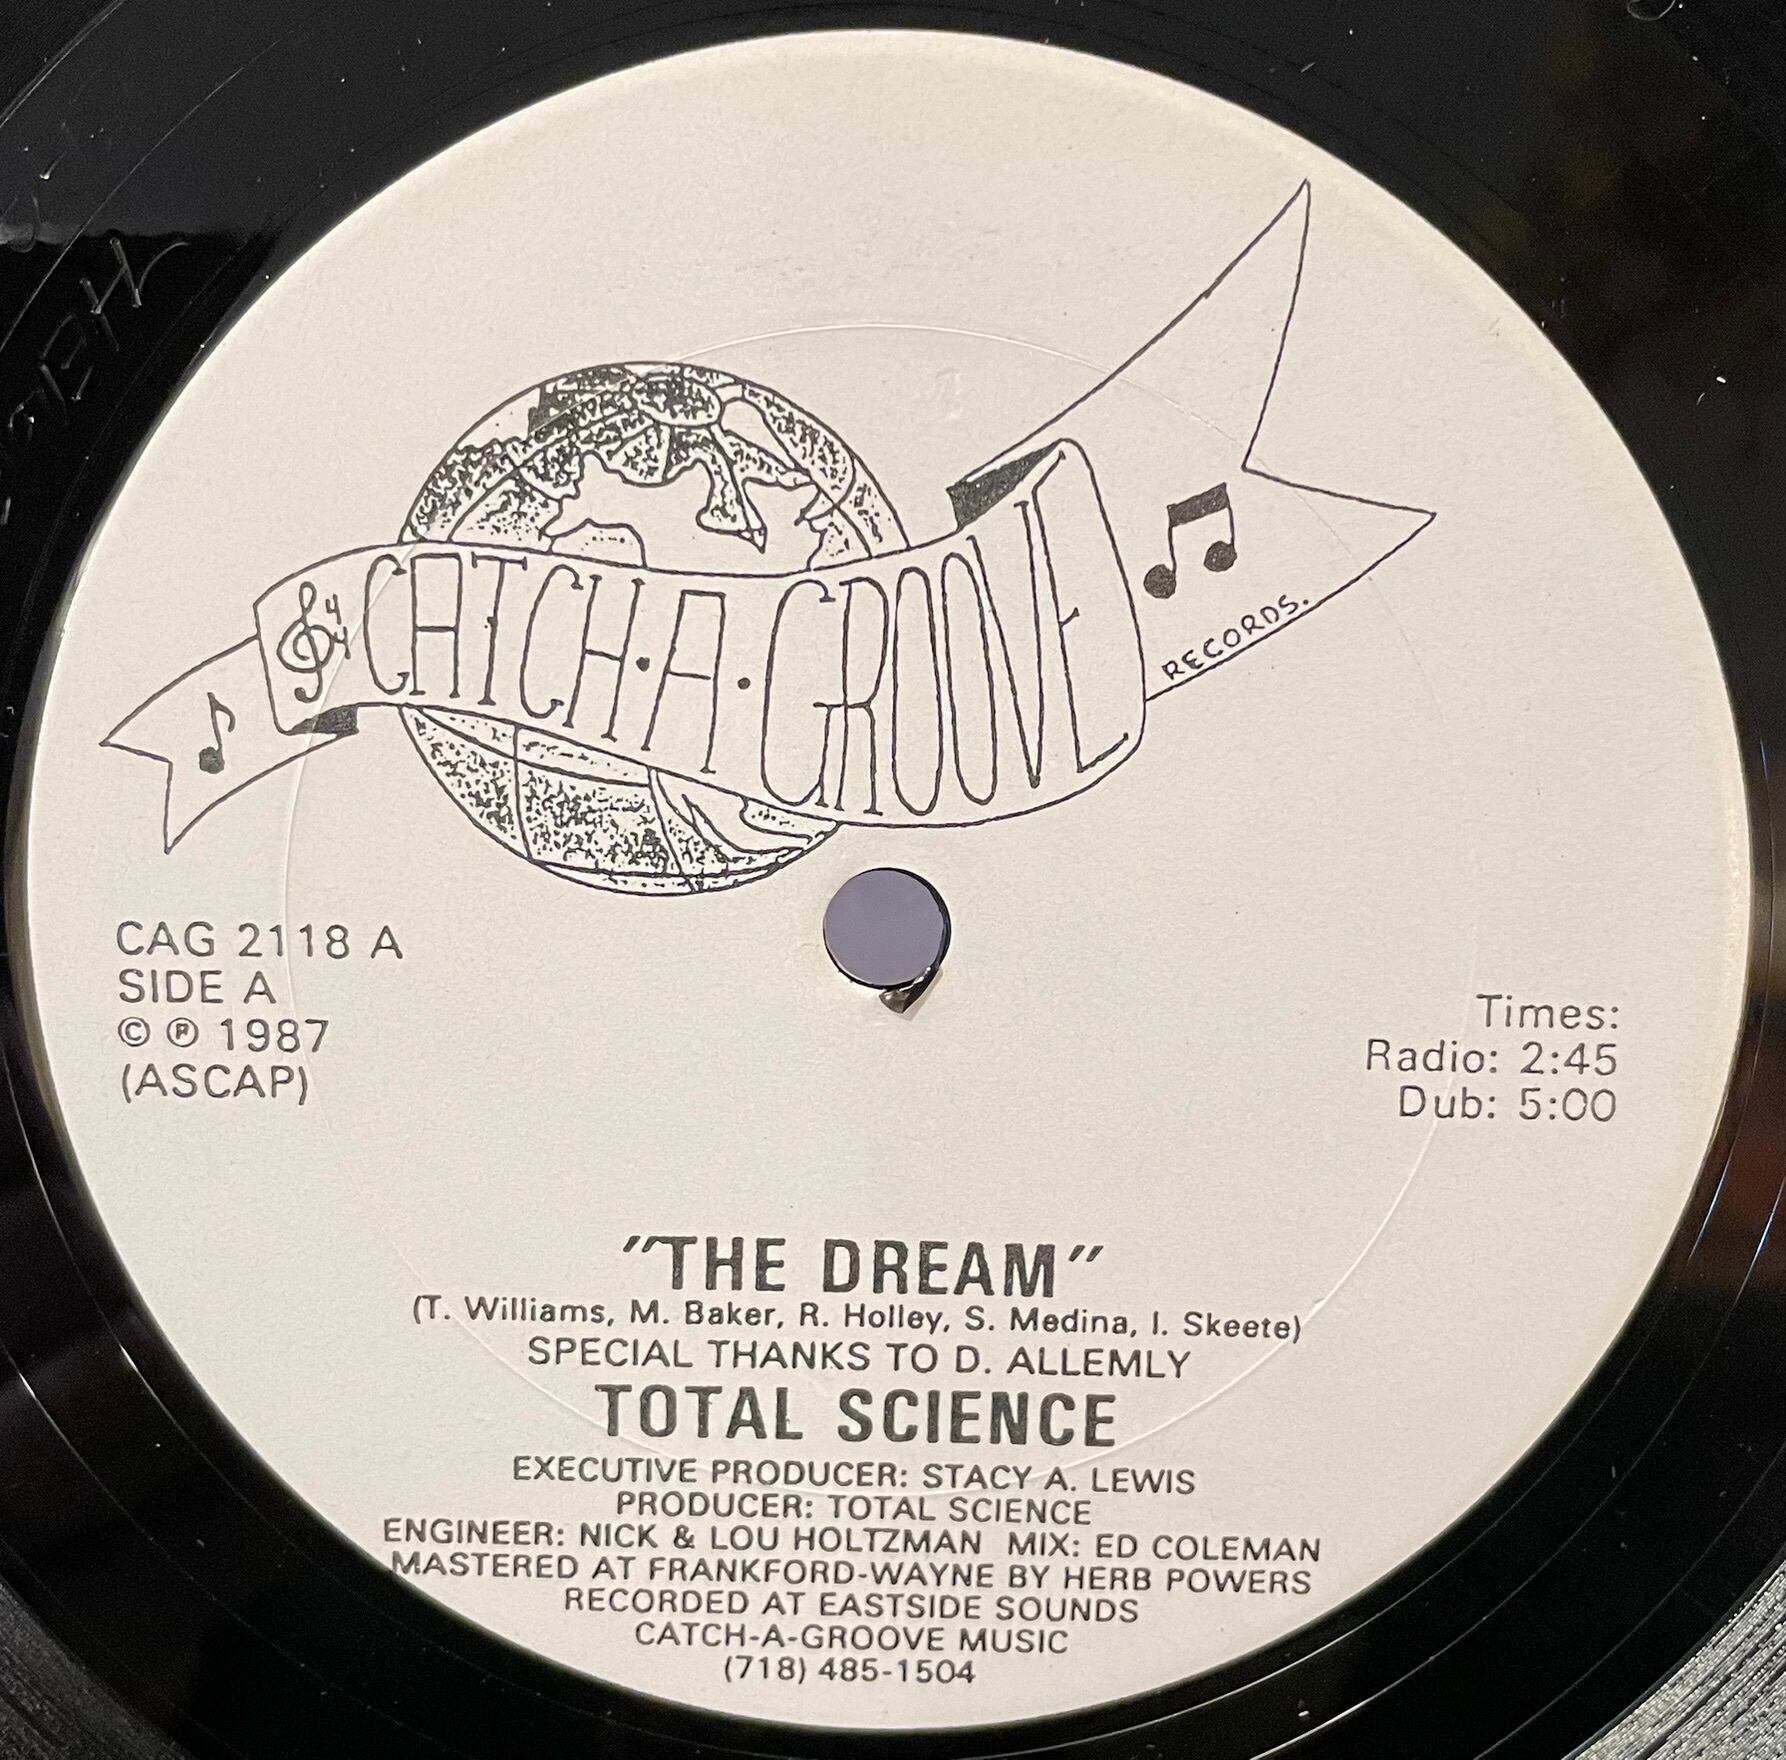 CATCH·A·GROOVE
RECORDS.
CAG 2118 A
SIDE A
© ℗ 1987
(ASCAP)
Times:
Radio: 2:45
Dub: 5:00
"THE DREAM"
(T. Williams, M. Baker, R. Holley, S. Medina, I. Skeete)
SPECIAL THANKS TO D. ALLEMLY
TOTAL SCIENCE
EXECUTIVE PRODUCER: STACY A. LEWIS
PRODUCER: TOTAL SCIENCE
ENGINEER: NICK & LOU HOLTZMAN MIX: ED COLEMAN
MASTERED AT FRANKFORD-WAYNE BY HERB POWERS
RECORDED AT EASTSIDE SOUNDS
CATCH-A-GROOVE MUSIC
(718) 485-1504